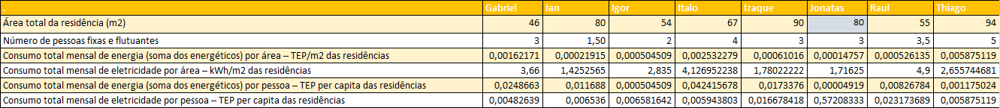 . Gabriel Ian Igor Italo Izaque Jonatas Raul Thiago
Área total da residência (m2) 46 80 54 67 90 80 55 94
Número de pessoas fixas e flutuantes 3 1,50 2 4 3 3 3,5 5
Consumo total mensal de energia (soma dos energéticos) por área – TEP/m2 das residências 0,00162171 0,00021915 0,000504509 0,002532279 0,00061016 0,00014757 0,000526135 0,005875119
Consumo total mensal de eletricidade por área – kWh/m2 das residências 3,66 1,4252565 2,835 4,126952238 1,78022222 1,71625 4,9 2,655744681
Consumo total mensal de energia (soma dos energéticos) por pessoa – TEP per capita das residências 0,0248663 0,011688 0,000504509 0,042415678 0,0173376 0,00004919 0,00826784 0,001175024
Consumo total mensal de eletricidade por pessoa – TEP per capita das residências 0,00482639 0,006536 0,006581642 0,005943803 0,016678418 0,57208333 0,023173689 0,005875119